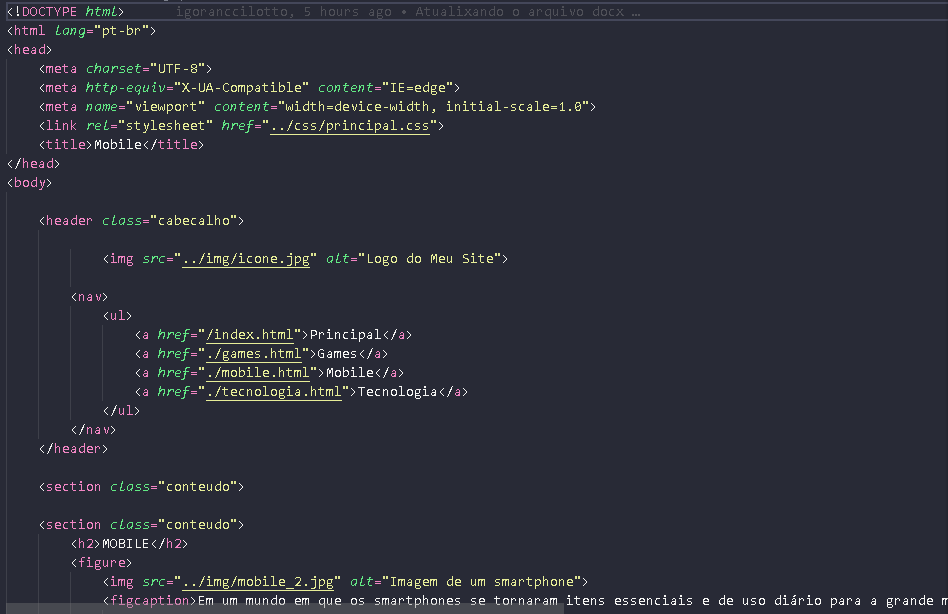 <!DOCTYPE html> igoranccilotto, 5 hours ago • Atualixando o arquivo docx …
<html lang="pt-br">
<head>
<meta charset="UTF-8">
<meta http-equiv="X-UA-Compatible" content="IE=edge">
<meta name="viewport" content="width=device-width, initial-scale=1.0">
<link rel="stylesheet" href="../css/principal.css">
<title>Mobile</title>
</head>
<body>
<header class="cabecalho">
<img src="../img/icone.jpg" alt="Logo do Meu Site">
<nav>
<ul>
<a href="/index.html">Principal</a>
<a href="./games.html">Games</a>
<a href="./mobile.html">Mobile</a>
<a href="./tecnologia.html">Tecnologia</a>
</ul>
</nav>
</header>
<section class="conteudo">
<section class="conteudo">
<h2>MOBILE</h2>
<figure>
<img src="../img/mobile_2.jpg" alt="Imagem de um smartphone">
<figcaption>Em um mundo em que os smartphones se tornaram itens essenciais e de uso diário para a grande m